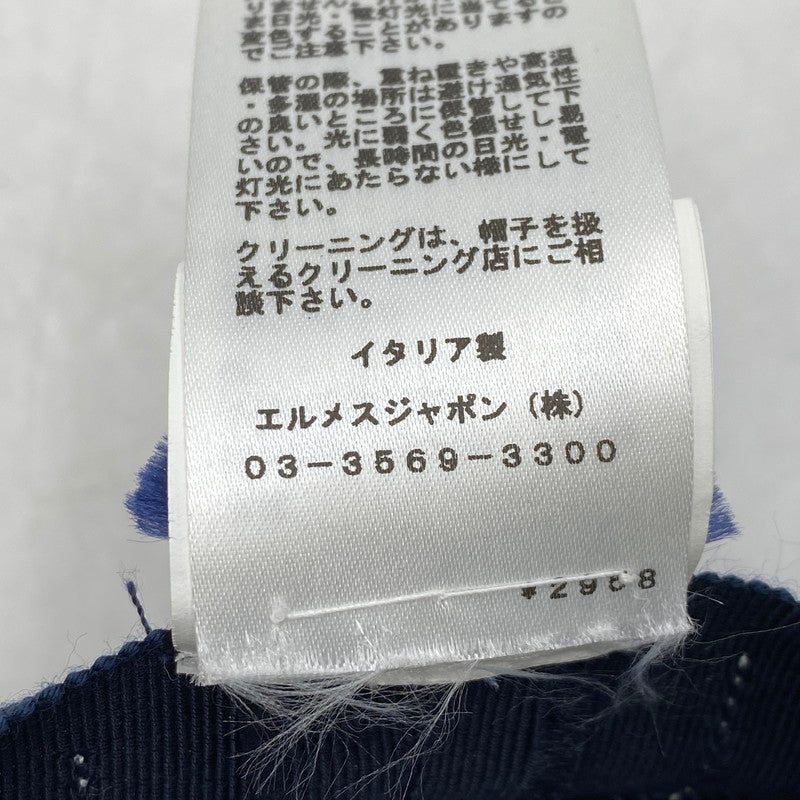 保管の際、重ね置きや高温
・多湿の場所は避け通気性
の良いところに保管して下
さい。光に弱く色褪せし易
いので、長時間の日光・電
灯光にあたらない様にして
下さい。
クリーニングは、帽子を扱
えるクリーニング店にご相
談下さい。
イタリア製
エルメスジャポン（株）
03-3569-3300